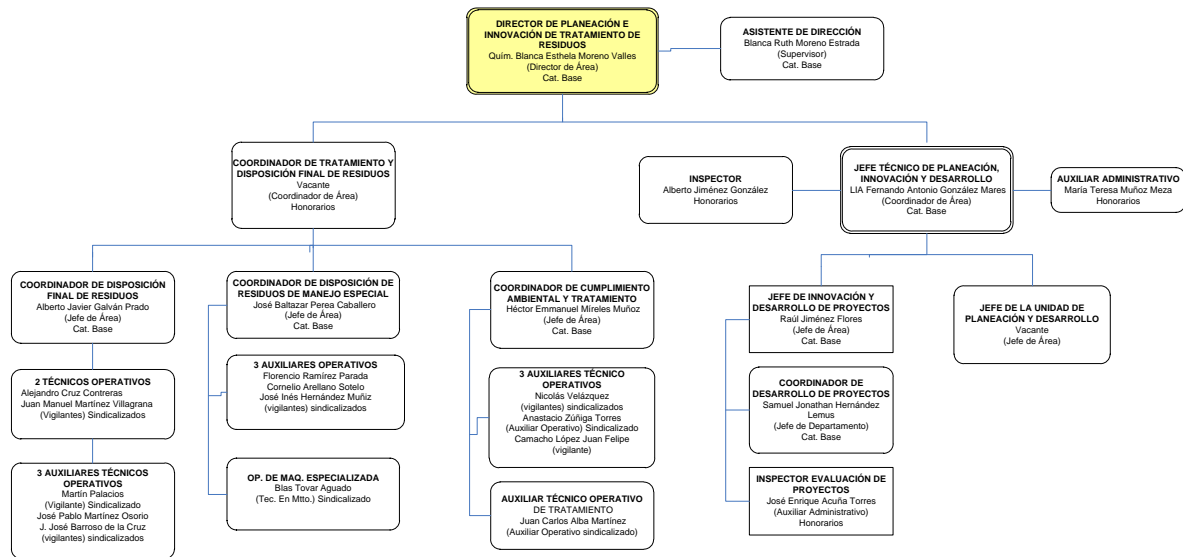 DIRECTOR DE PLANEACIÓN E
INNOVACIÓN DE TRATAMIENTO DE
RESIDUOS
Quím. Blanca Esthela Moreno Valles
(Director de Área)
Cat. Base
ASISTENTE DE DIRECCIÓN
Blanca Ruth Moreno Estrada
(Supervisor)
Cat. Base
COORDINADOR DE TRATAMIENTO Y
DISPOSICIÓN FINAL DE RESIDUOS
Vacante
(Coordinador de Área)
Honorarios
INSPECTOR
Alberto Jiménez González
Honorarios
JEFE TÉCNICO DE PLANEACIÓN,
INNOVACIÓN Y DESARROLLO
LIA Fernando Antonio González Mares
(Coordinador de Área)
Cat. Base
AUXILIAR ADMINISTRATIVO
María Teresa Muñoz Meza
Honorarios
COORDINADOR DE DISPOSICIÓN
FINAL DE RESIDUOS
Alberto Javier Galván Prado
(Jefe de Área)
Cat. Base
COORDINADOR DE DISPOSICIÓN DE
RESIDUOS DE MANEJO ESPECIAL
José Baltazar Perea Caballero
(Jefe de Área)
Cat. Base
COORDINADOR DE CUMPLIMIENTO
AMBIENTAL Y TRATAMIENTO
Héctor Emmanuel Mireles Muñoz
(Jefe de Área)
Cat. Base
JEFE DE INNOVACIÓN Y
DESARROLLO DE PROYECTOS
Raúl Jiménez Flores
(Jefe de Área)
Cat. Base
JEFE DE LA UNIDAD DE
PLANEACIÓN Y DESARROLLO
Vacante
(Jefe de Área)
2 TÉCNICOS OPERATIVOS
Alejandro Cruz Contreras
Juan Manuel Martínez Villagrana
(Vigilantes) Sindicalizados
3 AUXILIARES OPERATIVOS
Florencio Ramírez Parada
Cornelio Arellano Sotelo
José Inés Hernández Muñiz
(vigilantes) sindicalizados
3 AUXILIARES TÉCNICO
OPERATIVOS
Nicolás Velázquez
(vigilantes) sindicalizados
Anastacio Zúñiga Torres
(Auxiliar Operativo) Sindicalizado
Camacho López Juan Felipe
(vigilante)
COORDINADOR DE
DESARROLLO DE PROYECTOS
Samuel Jonathan Hernández
Lemus
(Jefe de Departamento)
Cat. Base
3 AUXILIARES TÉCNICOS
OPERATIVOS
Martín Palacios
(Vigilante) Sindicalizado
José Pablo Martínez Osorio
J. José Barroso de la Cruz
(vigilantes) sindicalizados
OP. DE MAQ. ESPECIALIZADA
Blas Tovar Aguado
(Tec. En Mtto.) Sindicalizado
AUXILIAR TÉCNICO OPERATIVO
DE TRATAMIENTO
Juan Carlos Alba Martínez
(Auxiliar Operativo sindicalizado)
INSPECTOR EVALUACIÓN DE
PROYECTOS
José Enrique Acuña Torres
(Auxiliar Administrativo)
Honorarios